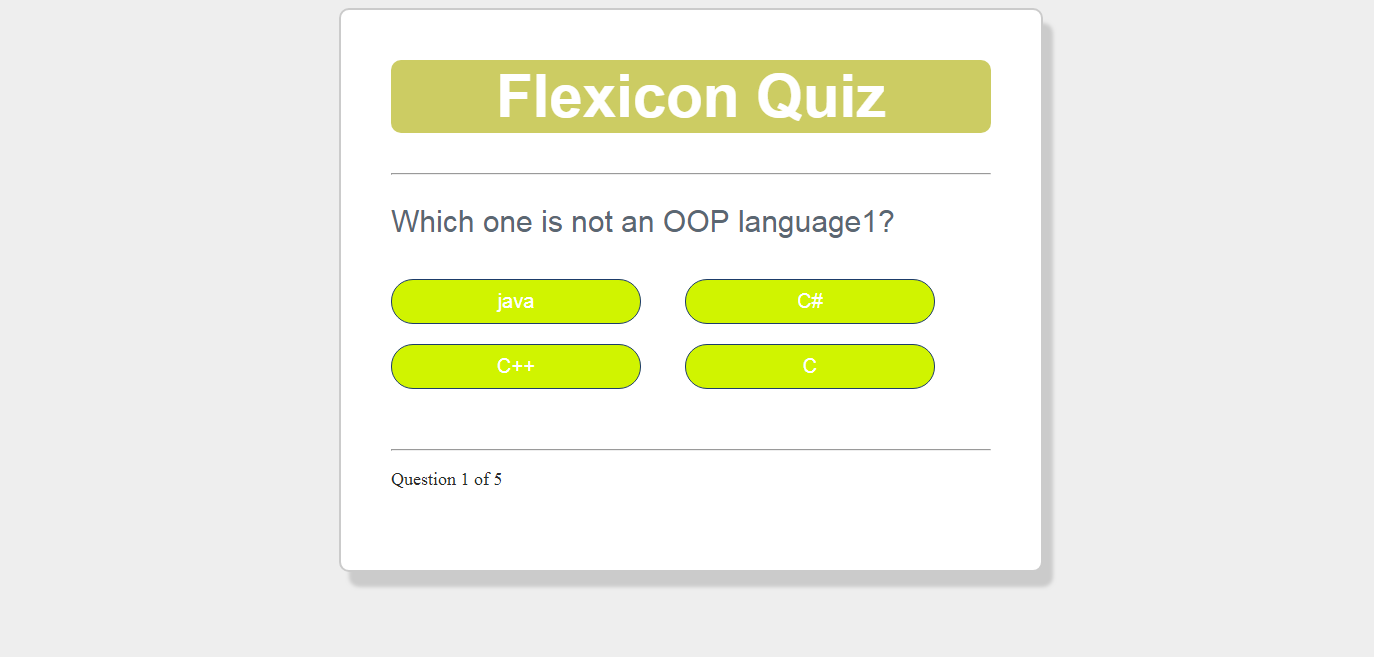 Flexicon Quiz
Which one is not an OOP language1?
java
C#
C++
C
Question 1 of 5